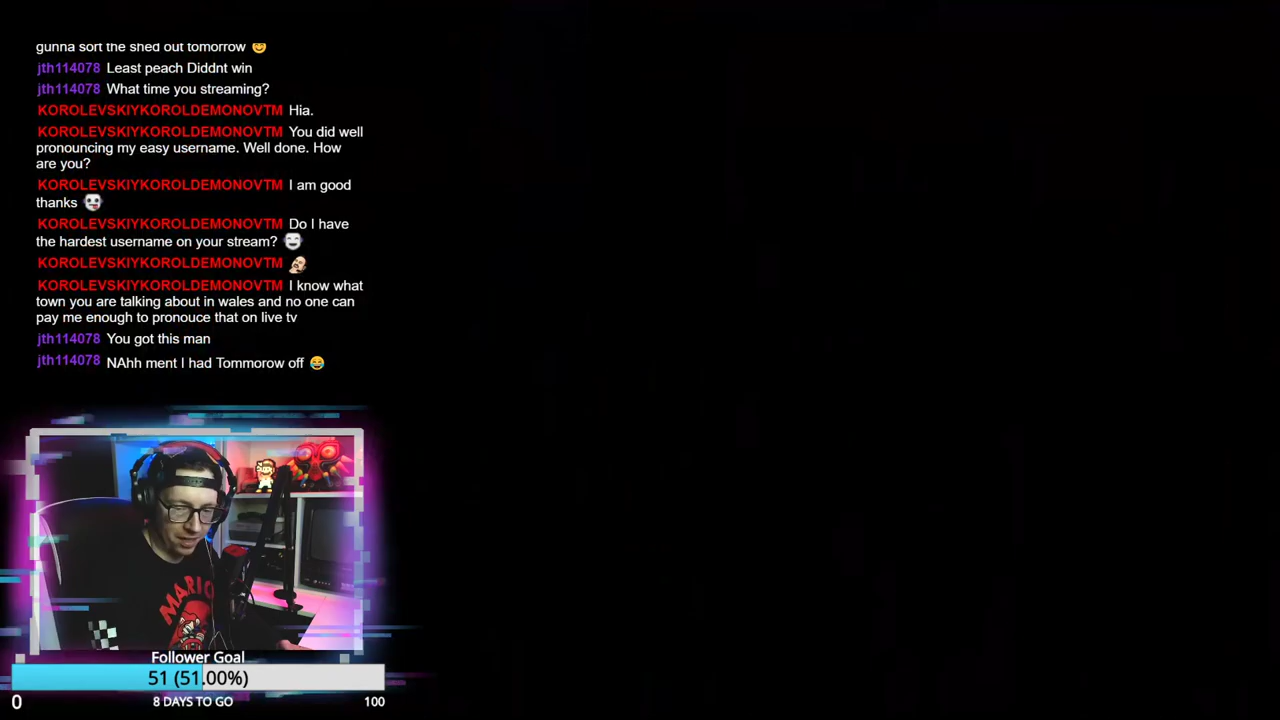 gunna sort the shed out tomorrow 😊
jth114078 Least peach Diddnt win
jth114078 What time you streaming?
KOROLEVSKIYKOROLDEMONOVTM Hia.
KOROLEVSKIYKOROLDEMONOVTM You did well
pronouncing my easy username. Well done. How
are you?
KOROLEVSKIYKOROLDEMONOVTM I am good
thanks
KOROLEVSKIYKOROLDEMONOVTM Do I have
the hardest username on your stream?
KOROLEVSKIYKOROLDEMONOVTM
KOROLEVSKIYKOROLDEMONOVTM I know what
town you are talking about in wales and no one can
pay me enough to pronouce that on live tv
jth114078 You got this man
jth114078 NAhh ment I had Tommorow off 😂
MARIO
Follower Goal
51 (51.00%)
0 8 DAYS TO GO 100